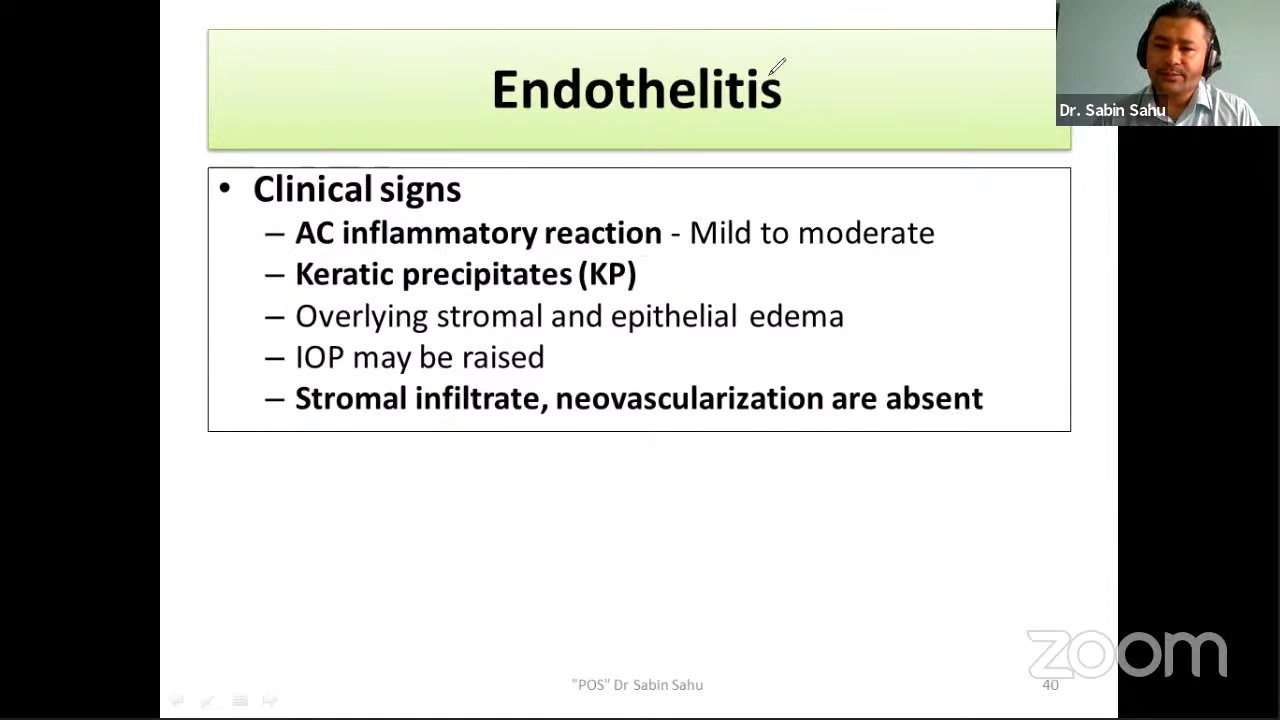 Endothelitis
Dr. Sabin Sahu
• Clinical signs
– AC inflammatory reaction - Mild to moderate
– Keratic precipitates (KP)
– Overlying stromal and epithelial edema
– IOP may be raised
– Stromal infiltrate, neovascularization are absent
zoom
"POS" Dr Sabin Sahu
40